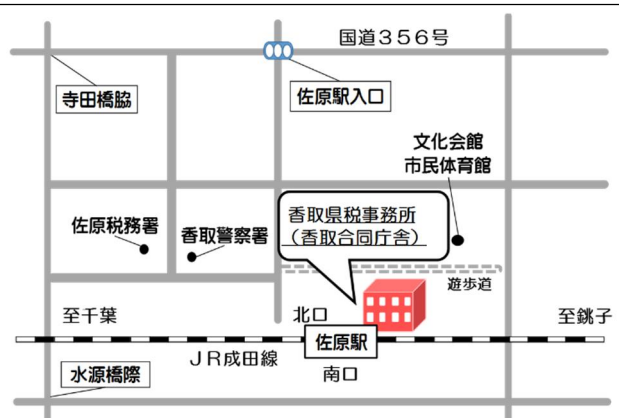 国道３５６号
寺田橋脇
佐原駅入口
文化会館
市民体育館
佐原税務署
香取警察署
香取県税事務所
（香取合同庁舎）
遊歩道
至千葉
北口
至銚子
佐原駅
ＪＲ成田線
南口
水源橋際